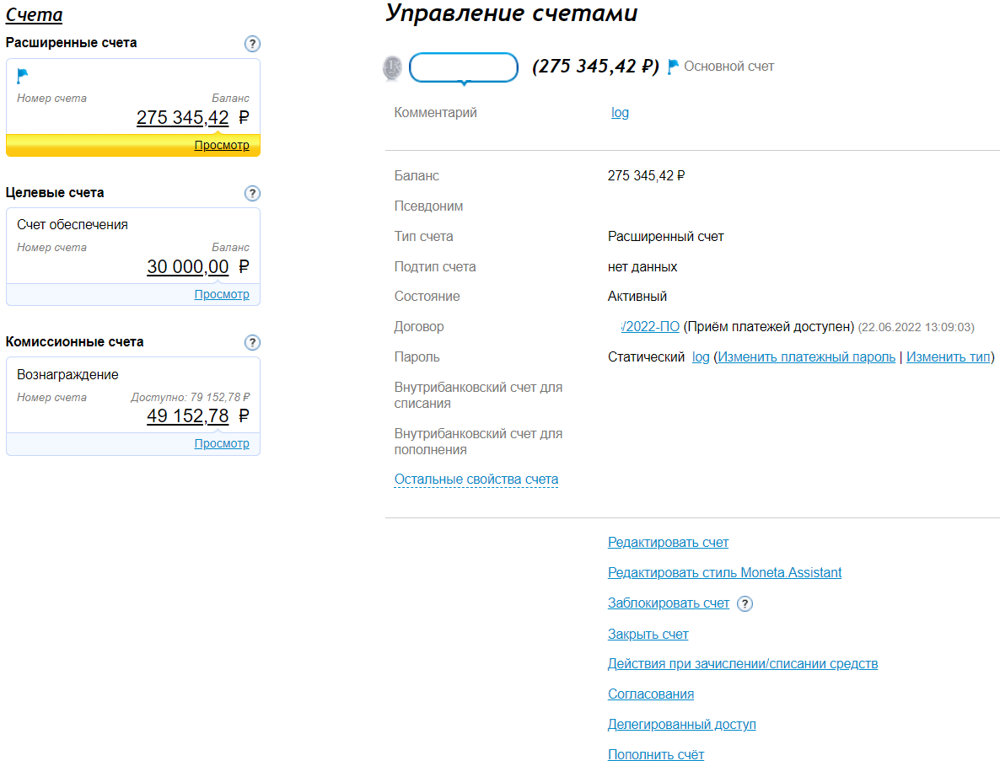 Счета
Расширенные счета
?
Номер счета Баланс
275 345,42 ₽
Просмотр
Целевые счета
?
Счет обеспечения
Номер счета Баланс
30 000,00 ₽
Просмотр
Комиссионные счета
?
Вознаграждение
Номер счета Доступно: 79 152,78 ₽
49 152,78 ₽
Просмотр
Управление счетами
(275 345,42 ₽) Основной счет
Комментарий log
Баланс 275 345,42 ₽
Псевдоним
Тип счета Расширенный счет
Подтип счета нет данных
Состояние Активный
Договор /2022-ПО (Приём платежей доступен) (22.06.2022 13:09:03)
Пароль Статический log (Изменить платежный пароль | Изменить тип)
Внутрибанковский счет для
списания
Внутрибанковский счет для
пополнения
Остальные свойства счета
Редактировать счет
Редактировать стиль Moneta.Assistant
Заблокировать счет ?
Закрыть счет
Действия при зачислении/списании средств
Согласования
Делегированный доступ
Пополнить счёт